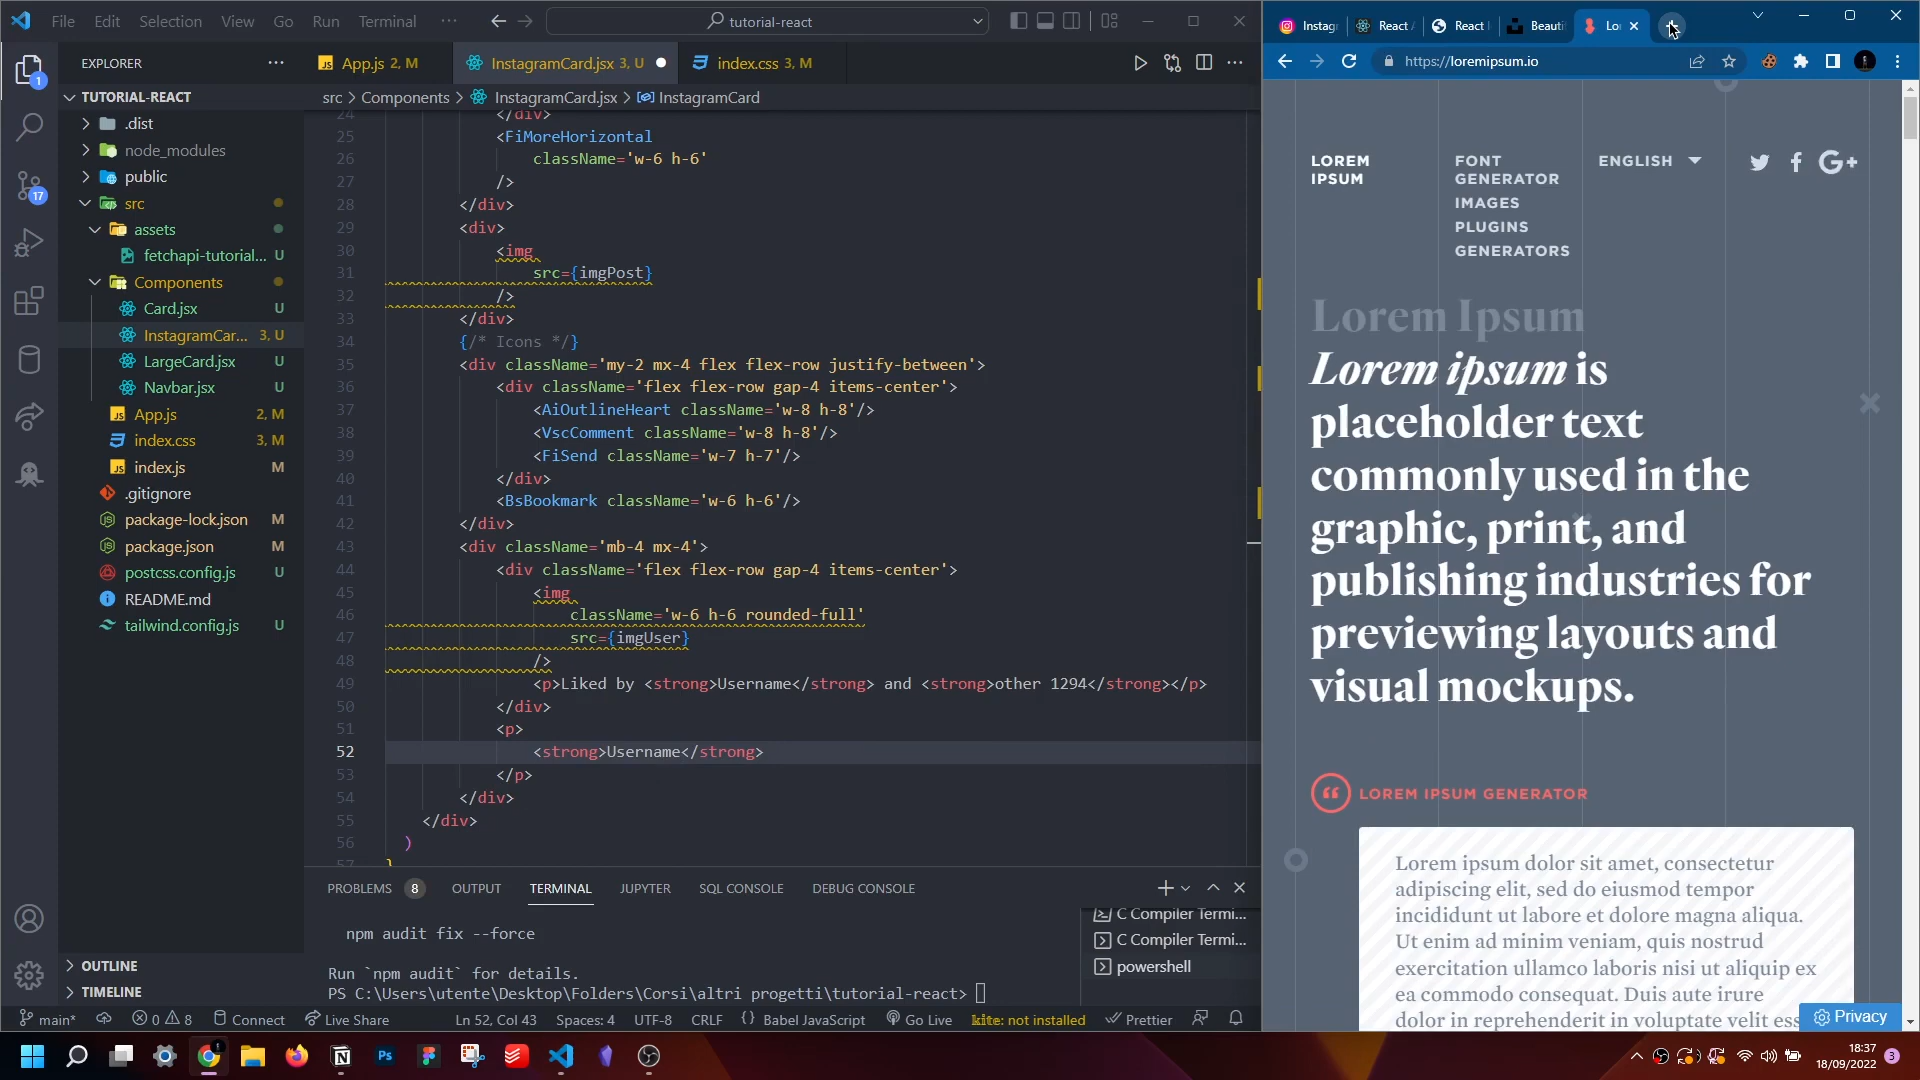 File Edit Selection View Go Run Terminal ···
tutorial-react
EXPLORER
TUTORIAL-REACT
.dist
node_modules
public
src
assets
fetchapi-tutorial... U
Components
Card.jsx U
InstagramCar... 3, U
LargeCard.jsx U
Navbar.jsx U
App.js 2, M
index.css 3, M
index.js M
.gitignore
package-lock.json M
package.json M
postcss.config.js U
README.md
tailwind.config.js U
OUTLINE
TIMELINE
1
17
App.js 2, M
InstagramCard.jsx 3, U
index.css 3, M
src > Components > InstagramCard.jsx > InstagramCard
24 </div>
25 <FiMoreHorizontal
26 className='w-6 h-6'
27 />
28 </div>
29 <div>
30 <img
31 src={imgPost}
32 />
33 </div>
34 {/* Icons */}
35 <div className='my-2 mx-4 flex flex-row justify-between'>
36 <div className='flex flex-row gap-4 items-center'>
37 <AiOutlineHeart className='w-8 h-8'/>
38 <VscComment className='w-8 h-8'/>
39 <FiSend className='w-7 h-7'/>
40 </div>
41 <BsBookmark className='w-6 h-6'/>
42 </div>
43 <div className='mb-4 mx-4'>
44 <div className='flex flex-row gap-4 items-center'>
45 <img
46 className='w-6 h-6 rounded-full'
47 src={imgUser}
48 />
49 <p>Liked by <strong>Username</strong> and <strong>other 1294</strong></p>
50 </div>
51 <p>
52 <strong>Username</strong>
53 </p>
54 </div>
55 </div>
56 )
57 }
PROBLEMS 8 OUTPUT TERMINAL JUPYTER SQL CONSOLE DEBUG CONSOLE
npm audit fix --force
Run `npm audit` for details.
PS C:\Users\utente\Desktop\Folders\Corsi\altri progetti\tutorial-react>
C Compiler Termi...
C Compiler Termi...
powershell
main* 0 8 Connect Live Share Ln 52, Col 43 Spaces: 4 UTF-8 CRLF {} Babel JavaScript Go Live kite: not installed Prettier
Instag React React Beauti Lo
https://loremipsum.io
LOREM
IPSUM
FONT
GENERATOR
IMAGES
PLUGINS
GENERATORS
ENGLISH
G+
Lorem Ipsum
Lorem ipsum is
placeholder text
commonly used in the
graphic, print, and
publishing industries for
previewing layouts and
visual mockups.
LOREM IPSUM GENERATOR
Lorem ipsum dolor sit amet, consectetur
adipiscing elit, sed do eiusmod tempor
incididunt ut labore et dolore magna aliqua.
Ut enim ad minim veniam, quis nostrud
exercitation ullamco laboris nisi ut aliquip ex
ea commodo consequat. Duis aute irure
dolor in reprehenderit in voluptate velit
Privacy
Ps
18:37
18/09/2022
3